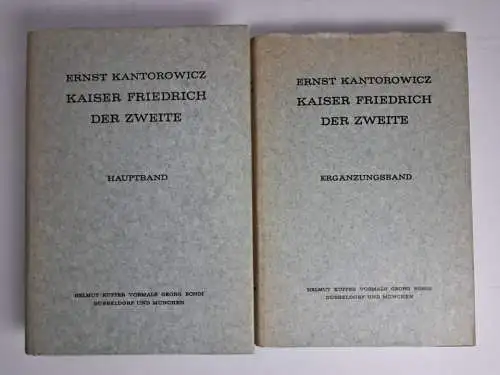 ERNST KANTOROWICZ
KAISER FRIEDRICH
DER ZWEITE
HAUPTBAND
HELMUT KÜPPER VORMALS GEORG BONDI
DÜSSELDORF UND MÜNCHEN
ERNST KANTOROWICZ
KAISER FRIEDRICH
DER ZWEITE
ERGÄNZUNGSBAND
HELMUT KÜPPER VORMALS GEORG BONDI
DÜSSELDORF UND MÜNCHEN